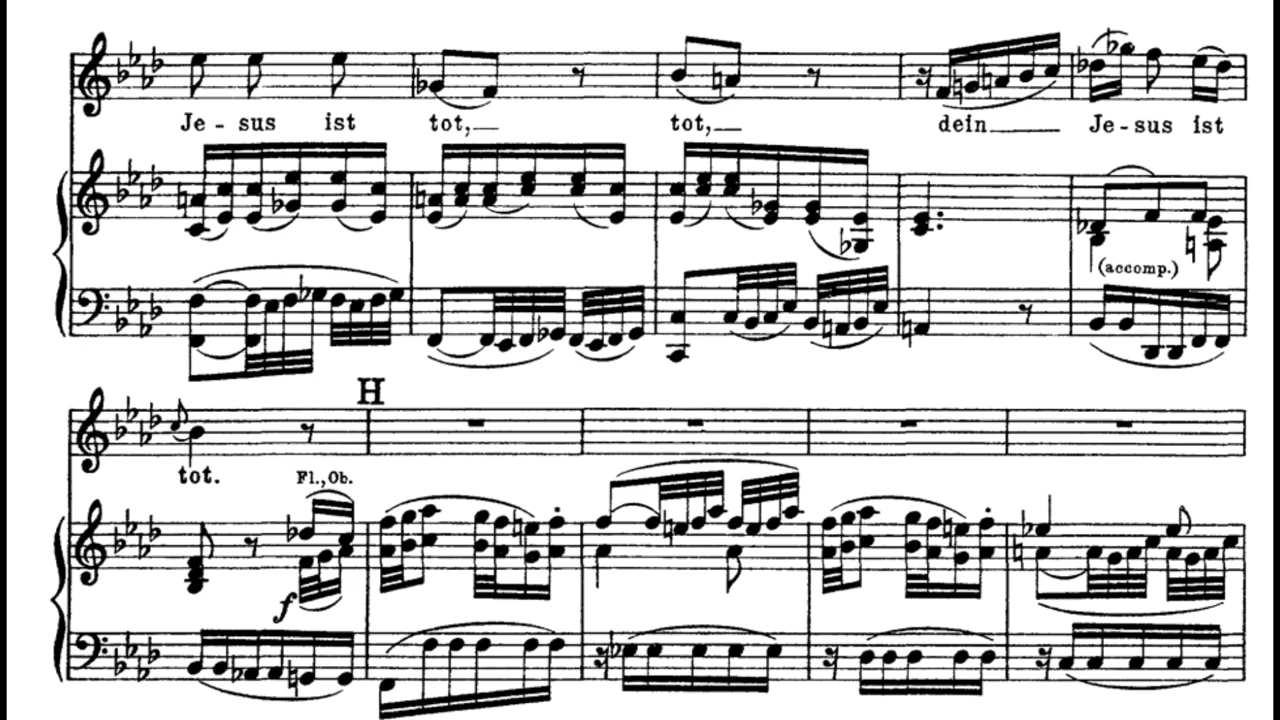 Je - sus ist tot, tot, dein Je - sus ist
(accomp.)
H
tot. Fl., Ob.
f